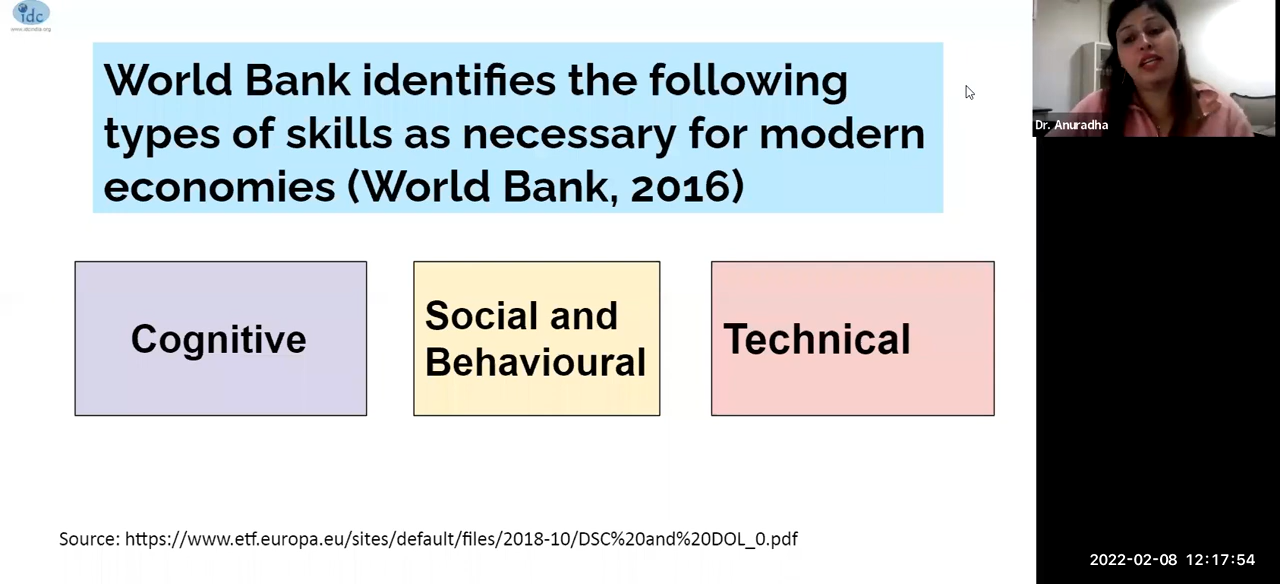 idc
World Bank identifies the following
types of skills as necessary for modern
economies (World Bank, 2016)
Cognitive
Social and
Behavioural
Technical
Source: https://www.etf.europa.eu/sites/default/files/2018-10/DSC%20and%20DOL_0.pdf
Dr. Anuradha
2022-02-08 12:17:54